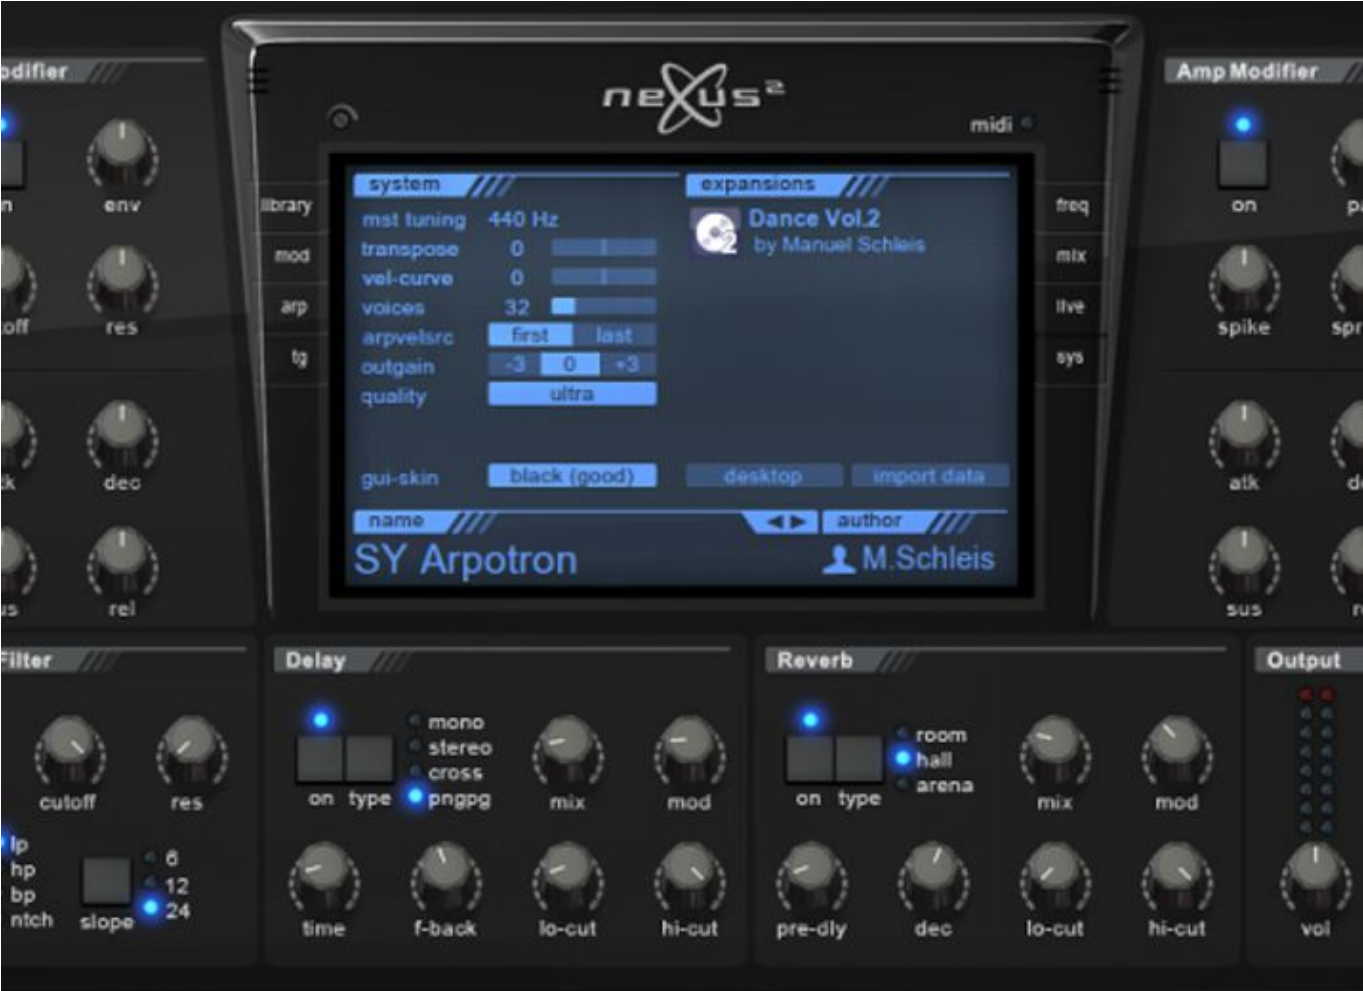 odifier
nexus²
Amp Modifier
midi
on
env
library
mod
arp
tg
system
mst tuning 440 Hz
transpose 0
vel-curve 0
voices 32
arpvelsrc first last
outgain -3 0 +3
quality ultra
gui-skin black (good)
expansions
2
Dance Vol.2
by Manuel Schleis
desktop import data
name
SY Arpotron
author
M.Schleis
freq
mix
live
sys
res
spike
dec
atk
rel
sus
Filter
cutoff res
lp
hp
bp
ntch
slope
6
12
24
Delay
on type
mono
stereo
cross
pngpg
mix mod
time f-back lo-cut hi-cut
Reverb
on type
room
hall
arena
mix mod
pre-dly dec lo-cut hi-cut
Output
vol